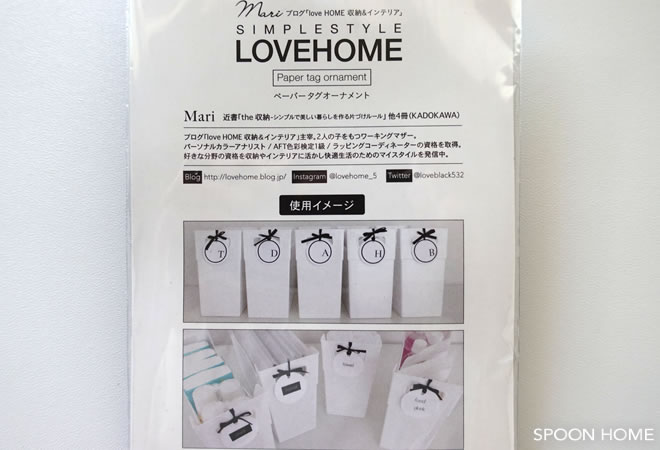 Mari ブログ「love HOME 収納&インテリア」
SIMPLESTYLE
LOVEHOME
Paper tag ornament
ペーパータグオーナメント
Mari 近書「the 収納-シンプルで美しい暮らしを作る片づけルール」他4冊(KADOKAWA)
ブログ「love HOME 収納&インテリア」主宰。2人の子をもつワーキングマザー。
パーソナルカラーアナリスト / AFT色彩検定1級 / ラッピングコーディネーターの資格を取得。
好きな分野の資格を収納やインテリアに活かし快適生活のためのマイスタイルを発信中。
Blog http://lovehome.blog.jp/ Instagram @lovehome_5 Twitter @loveblack532
使用イメージ
T D A H B
SPOON HOME